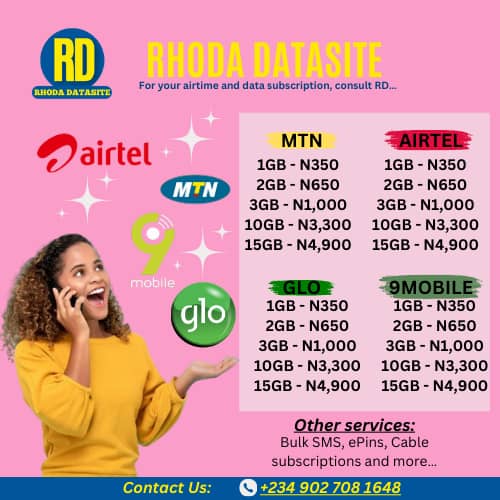 RD
RHODA DATASITE
RHODA DATASITE
For your airtime and data subscription, consult RD...
airtel
MTN
9
mobile
glo
MTN
1GB - N350
2GB - N650
3GB - N1,000
10GB - N3,300
15GB - N4,900
AIRTEL
1GB - N350
2GB - N650
3GB - N1,000
10GB - N3,300
15GB - N4,900
GLO
1GB - N350
2GB - N650
3GB - N1,000
10GB - N3,300
15GB - N4,900
9MOBILE
1GB - N350
2GB - N650
3GB - N1,000
10GB - N3,300
15GB - N4,900
Other services:
Bulk SMS, ePins, Cable
subscriptions and more...
Contact Us: +234 902 708 1648